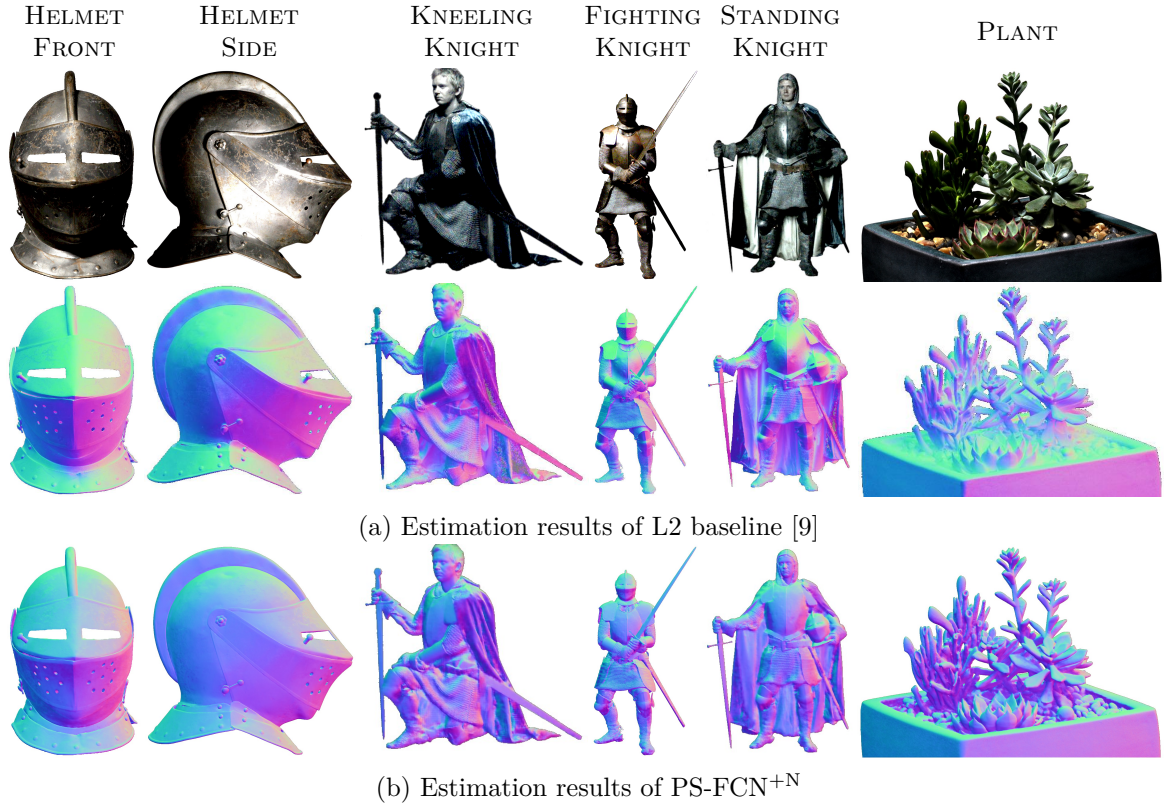 HELMET FRONT
HELMET SIDE
KNEELING KNIGHT
FIGHTING KNIGHT
STANDING KNIGHT
PLANT
(a) Estimation results of L2 baseline [9]
(b) Estimation results of PS-FCN+N